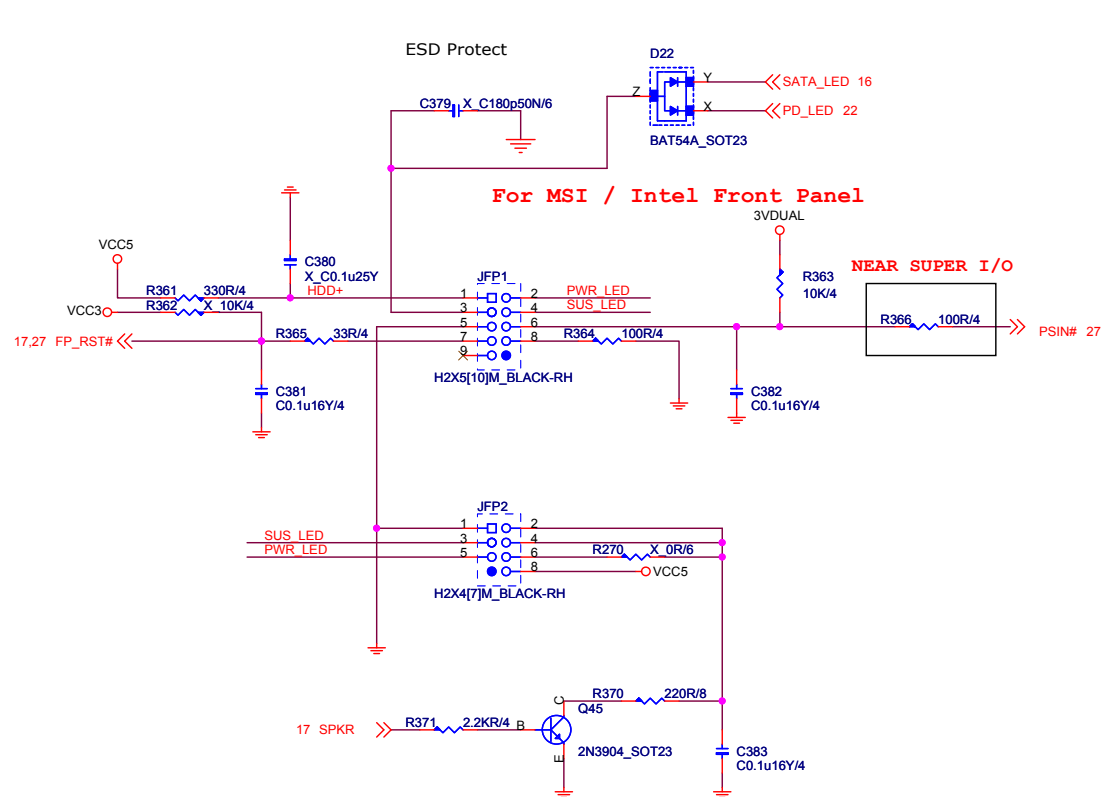 ESD Protect
D22
Y
SATA_LED 16
Z
C379 X_C180p50N/6
X
PD_LED 22
BAT54A_SOT23
For MSI / Intel Front Panel
3VDUAL
VCC5
C380
X_C0.1u25Y
JFP1
R363
10K/4
NEAR SUPER I/O
R361 330R/4
HDD+
1 2
PWR_LED
VCC3
R362 X_10K/4
3 4
SUS_LED
5 6
R366 100R/4
PSIN# 27
17,27 FP_RST#
R365 33R/4
7 8
R364 100R/4
9
H2X5[10]M_BLACK-RH
C381
C0.1u16Y/4
C382
C0.1u16Y/4
JFP2
1 2
SUS_LED
3 4
PWR_LED
5 6
R270 X_0R/6
8
VCC5
H2X4[7]M_BLACK-RH
C
R370 220R/8
Q45
17 SPKR
R371 2.2KR/4
B
2N3904_SOT23
E
C383
C0.1u16Y/4